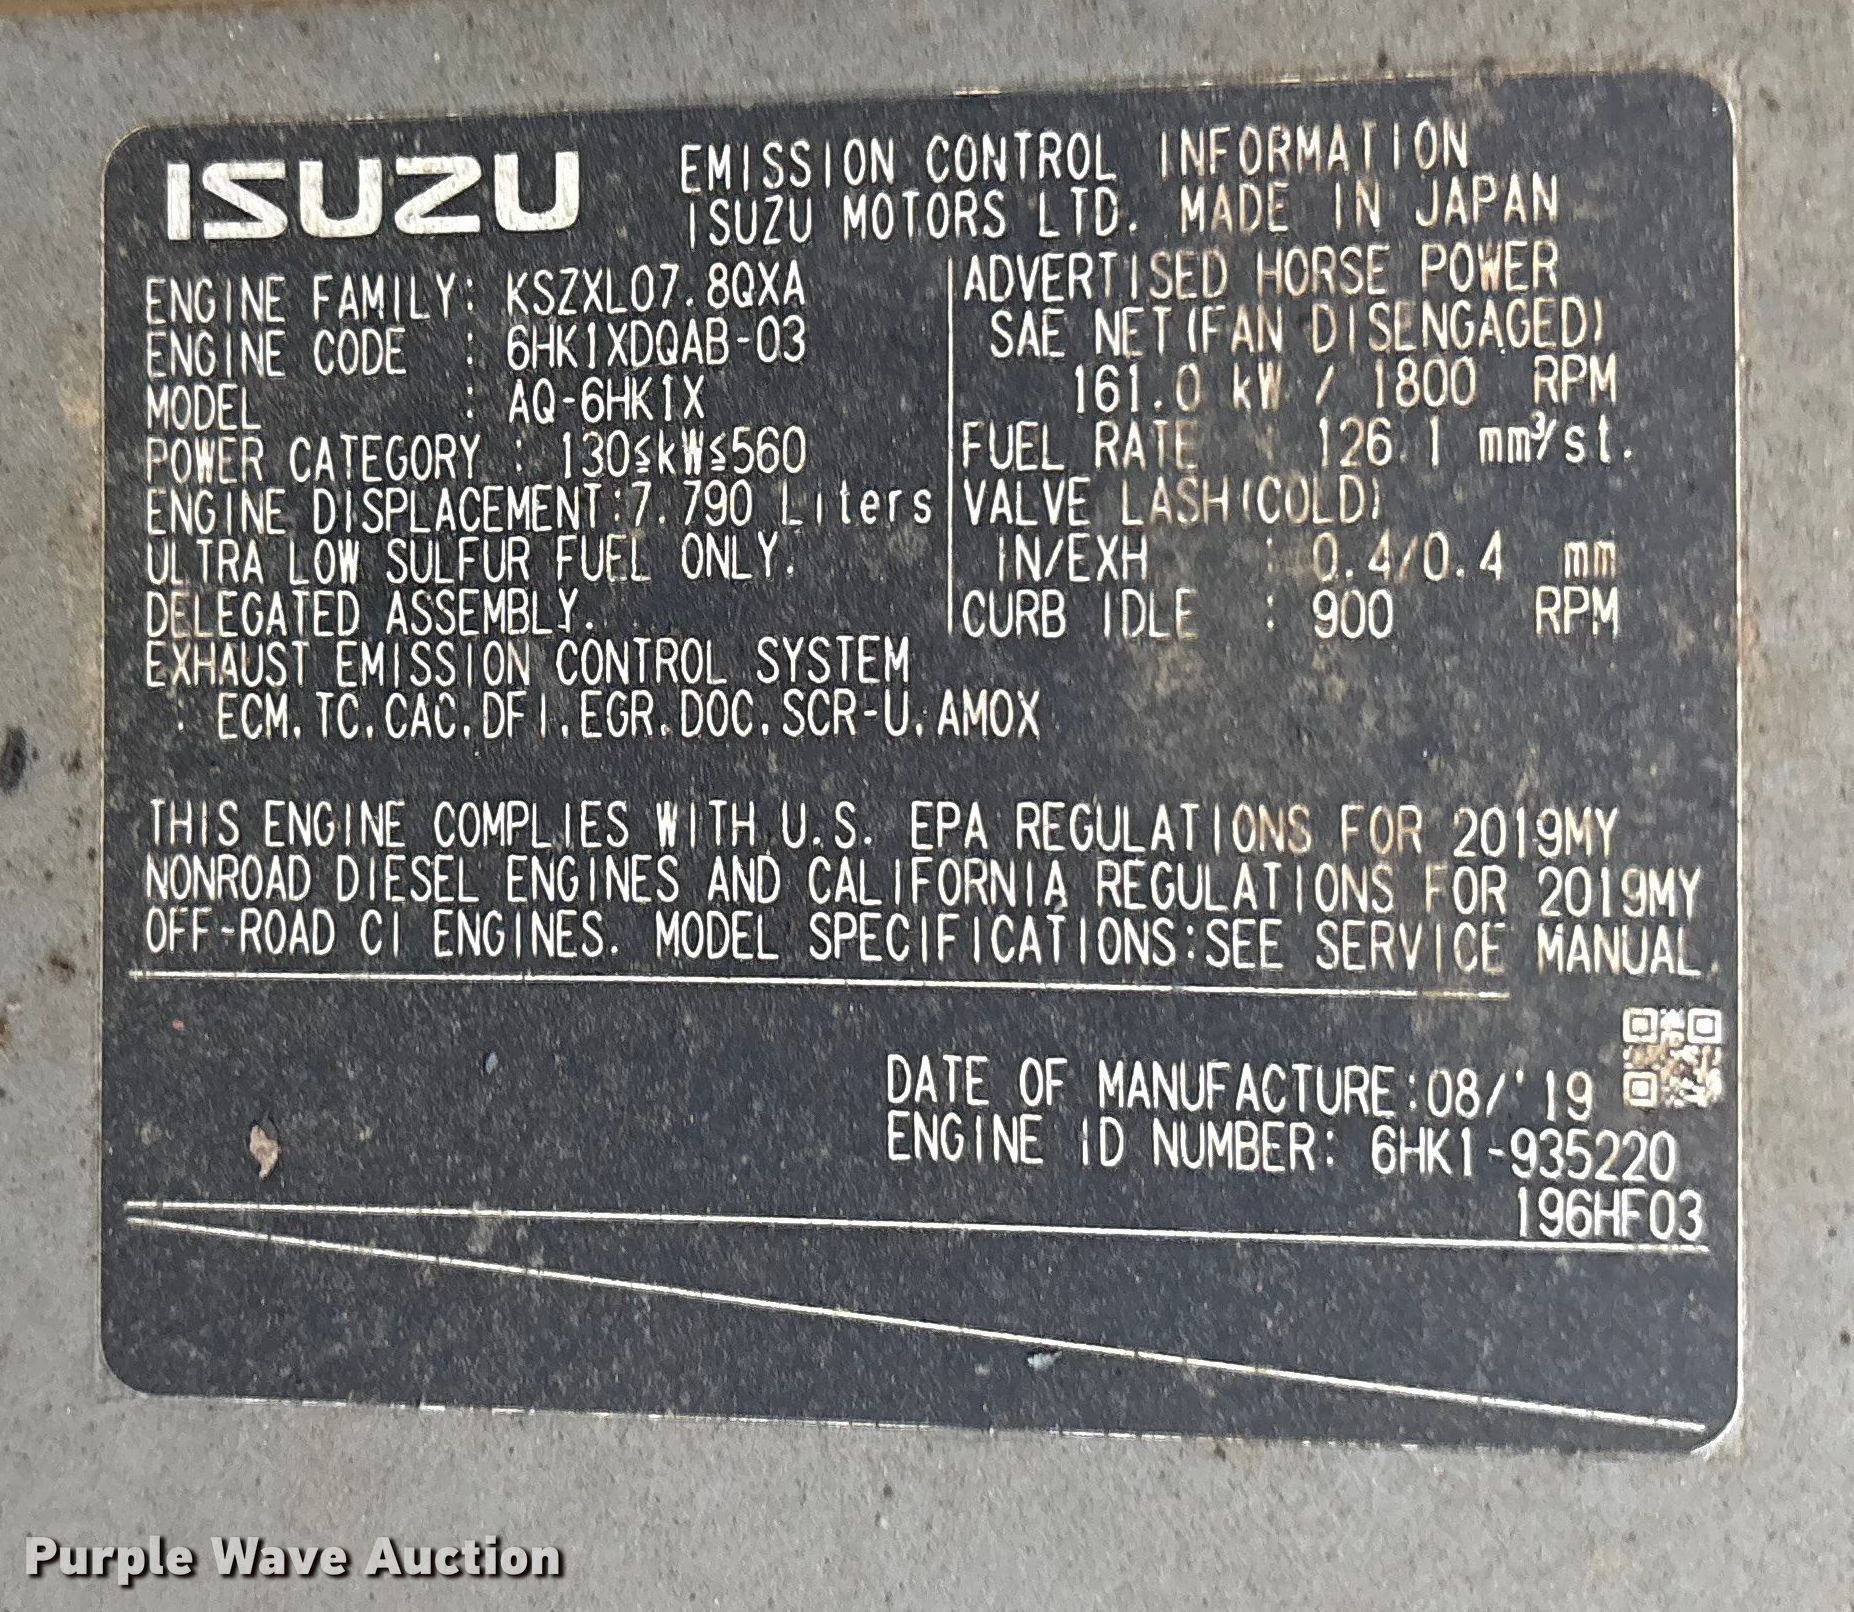 ISUZU
EMISSION CONTROL INFORMATION
ISUZU MOTORS LTD. MADE IN JAPAN
ENGINE FAMILY: KSZXL07.8QXA
ENGINE CODE : 6HK1XDQAB-03
MODEL : AQ-6HK1X
POWER CATEGORY : 130≦kW≦560
ENGINE DISPLACEMENT:7.790 Liters
ULTRA LOW SULFUR FUEL ONLY.
DELEGATED ASSEMBLY.
EXHAUST EMISSION CONTROL SYSTEM
: ECM.TC.CAC.DFI.EGR.DOC.SCR-U.AMOX
ADVERTISED HORSE POWER
SAE NET(FAN DISENGAGED)
161.0 kW / 1800 RPM
FUEL RATE : 126.1 mm³/st.
VALVE LASH(COLD)
IN/EXH : 0.4/0.4 mm
CURB IDLE : 900 RPM
THIS ENGINE COMPLIES WITH U.S. EPA REGULATIONS FOR 2019MY
NONROAD DIESEL ENGINES AND CALIFORNIA REGULATIONS FOR 2019MY
OFF-ROAD CI ENGINES. MODEL SPECIFICATIONS:SEE SERVICE MANUAL.
DATE OF MANUFACTURE:08/'19
ENGINE ID NUMBER: 6HK1-935220
196HF03
Purple Wave Auction